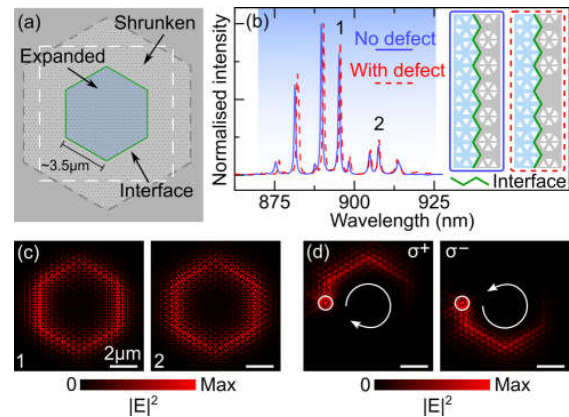 (a)
Shrunken
Expanded
~3.5μm
Interface
(b)
Normalised intensity
1
No defect
With defect
2
875
900
925
Wavelength (nm)
Interface
(c)
1
2μm
2
(d)
σ+
σ−
0
Max
|E|²
0
Max
|E|²